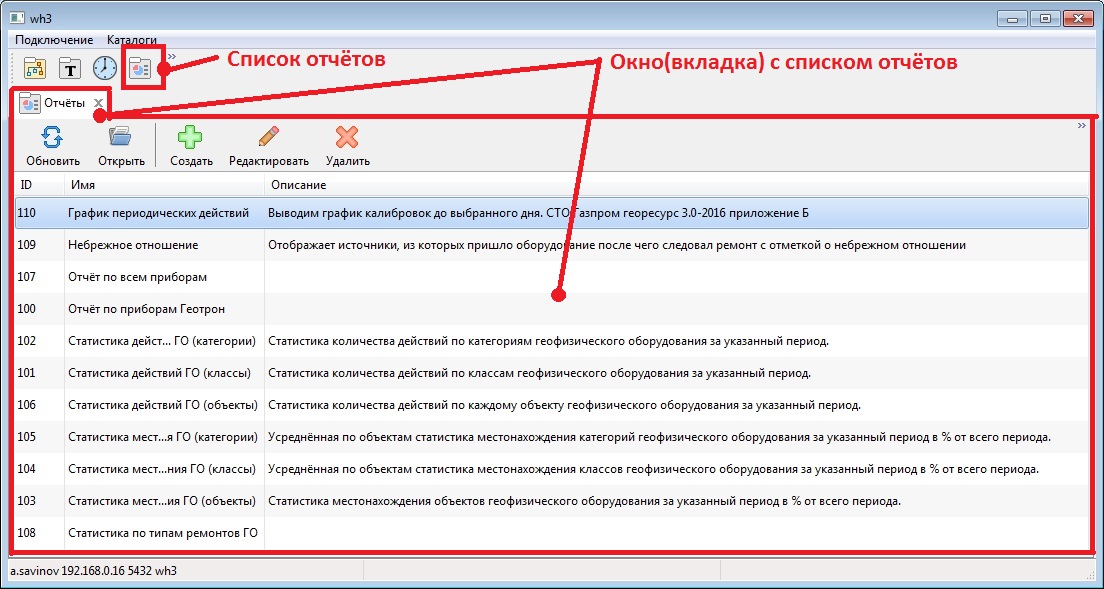 wh3
Подключение Каталоги
T
Список отчётов
Окно(вкладка) с списком отчётов
Отчёты
Обновить Открыть Создать Редактировать Удалить
ID Имя Описание
110 График периодических действий Выводим график калибровок до выбранного дня. СТО Газпром георесурс 3.0-2016 приложение Б
109 Небрежное отношение Отображает источники, из которых пришло оборудование после чего следовал ремонт с отметкой о небрежном отношении
107 Отчёт по всем приборам
100 Отчёт по приборам Геотрон
102 Статистика дейст... ГО (категории) Статистика количества действий по категориям геофизического оборудования за указанный период.
101 Статистика действий ГО (классы) Статистика количества действий по классам геофизического оборудования за указанный период.
106 Статистика действий ГО (объекты) Статистика количества действий по каждому объекту геофизического оборудования за указанный период.
105 Статистика мест...я ГО (категории) Усреднённая по объектам статистика местонахождения категорий геофизического оборудования за указанный период в % от всего периода.
104 Статистика мест...ния ГО (классы) Усреднённая по объектам статистика местонахождения классов геофизического оборудования за указанный период в % от всего периода.
103 Статистика мест...ия ГО (объекты) Статистика местонахождения объектов геофизического оборудования за указанный период в % от всего периода.
108 Статистика по типам ремонтов ГО
a.savinov 192.168.0.16 5432 wh3